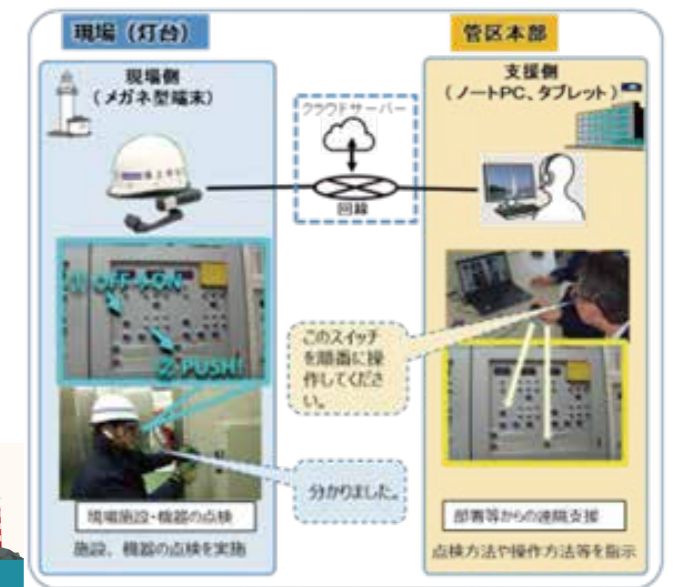 現場（灯台）
現場側
（メガネ型端末）
① OFF→ON
② PUSH!
現場施設・機器の点検
施設、機器の点検を実施
クラウドサーバー
回線
このスイッチ
を順番に操
作してくださ
い。
分かりました。
管区本部
支援側
（ノートPC、タブレット）
部署等からの遠隔支援
点検方法や操作方法等を指示